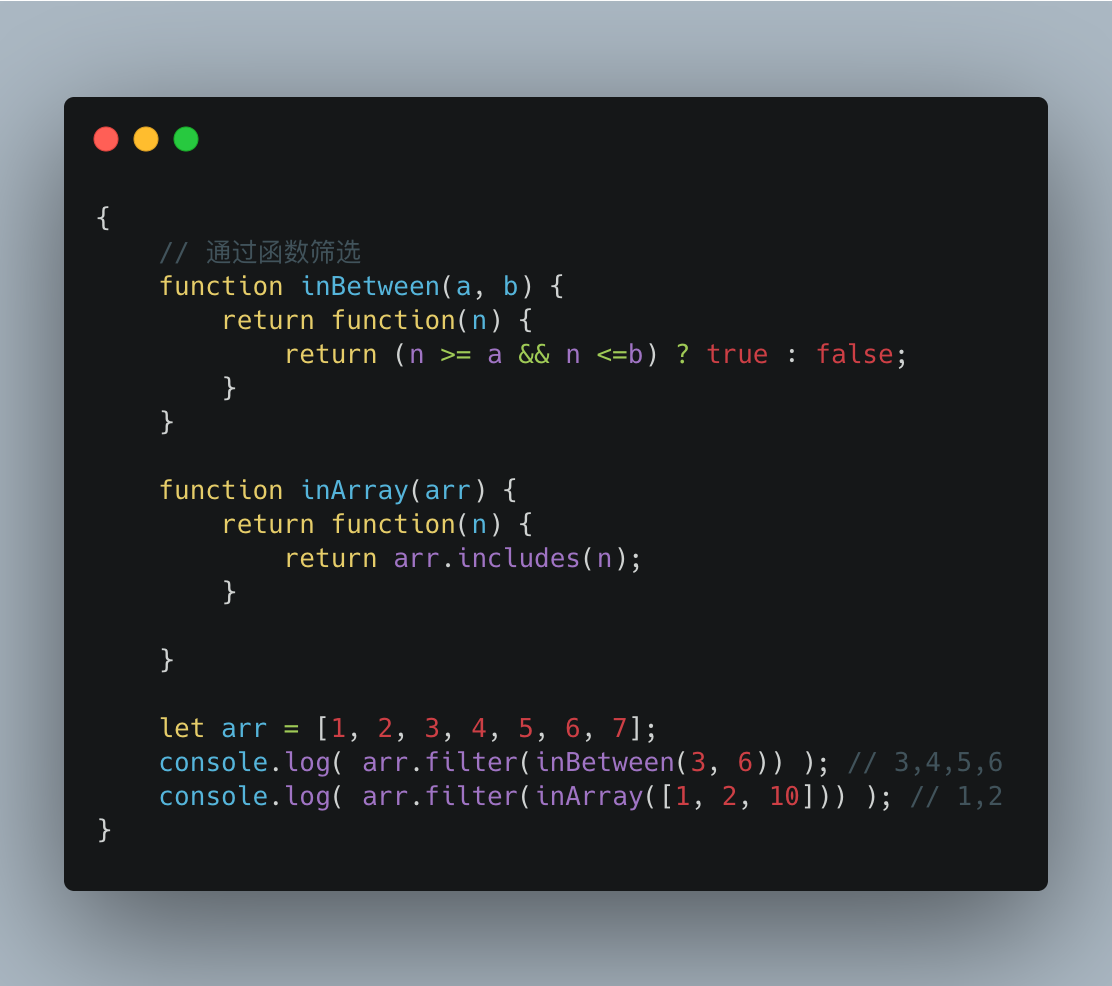 {
    // 通过函数筛选
    function inBetween(a, b) {
        return function(n) {
            return (n >= a && n <=b) ? true : false;
        }
    }

    function inArray(arr) {
        return function(n) {
            return arr.includes(n);
        }

    }

    let arr = [1, 2, 3, 4, 5, 6, 7];
    console.log( arr.filter(inBetween(3, 6)) ); // 3,4,5,6
    console.log( arr.filter(inArray([1, 2, 10])) ); // 1,2
}